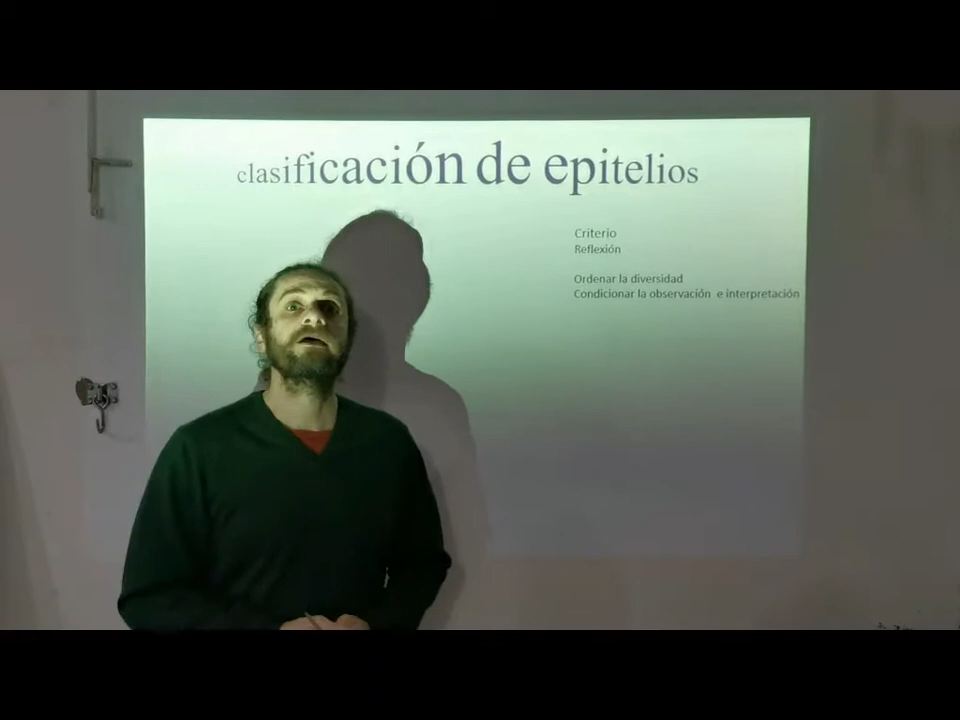 clasificación de epitelios
Criterio
Reflexión
Ordenar la diversidad
Condicionar la observación e interpretación